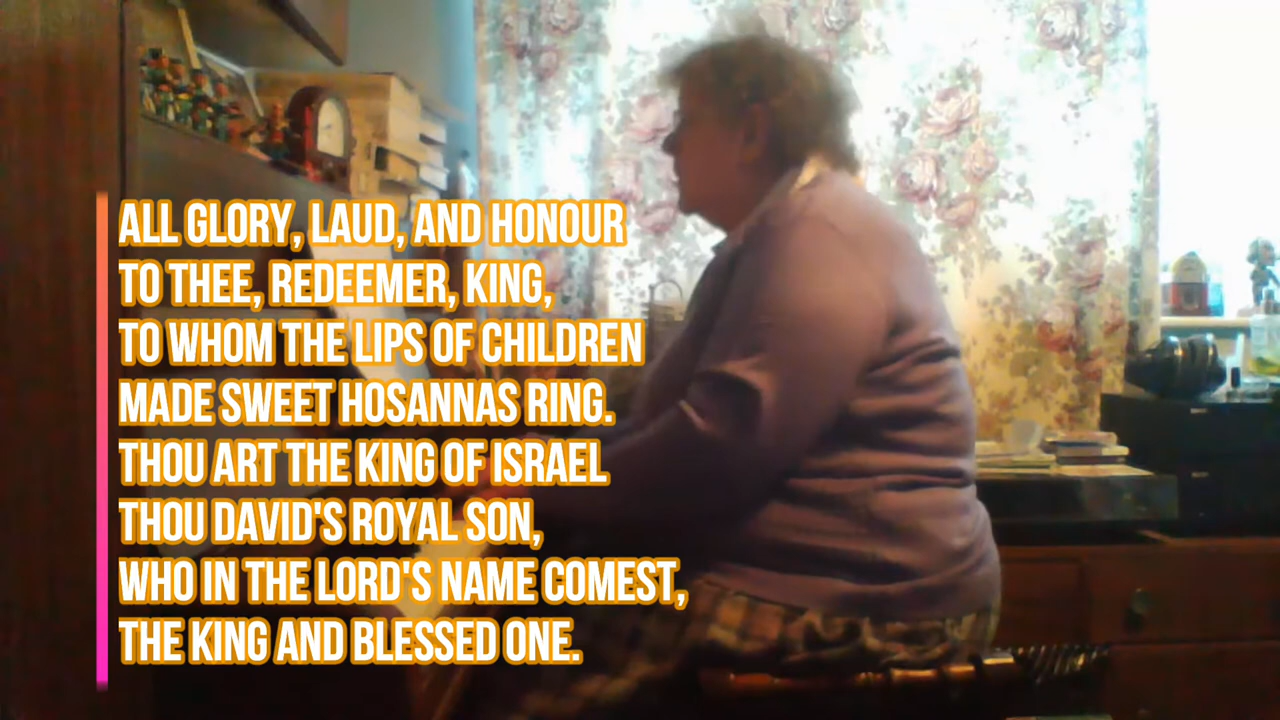 ALL GLORY, LAUD, AND HONOUR
TO THEE, REDEEMER, KING,
TO WHOM THE LIPS OF CHILDREN
MADE SWEET HOSANNAS RING.
THOU ART THE KING OF ISRAEL
THOU DAVID'S ROYAL SON,
WHO IN THE LORD'S NAME COMEST,
THE KING AND BLESSED ONE.